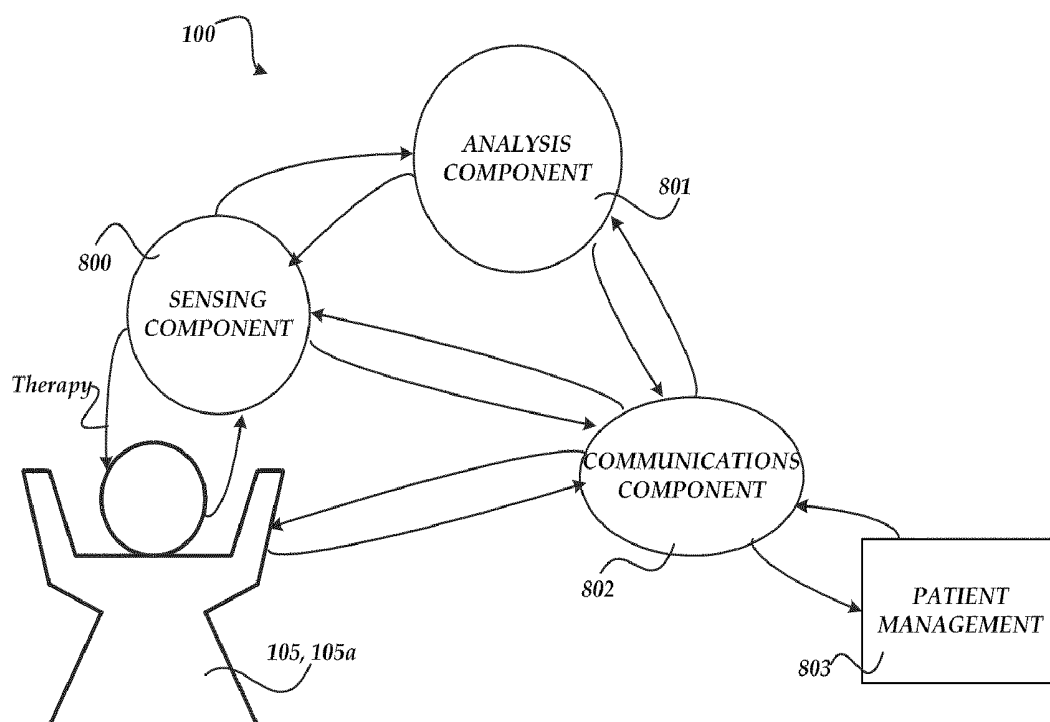 100
ANALYSIS
COMPONENT
801
800
SENSING
COMPONENT
Therapy
COMMUNICATIONS
COMPONENT
802
PATIENT
MANAGEMENT
803
105, 105a